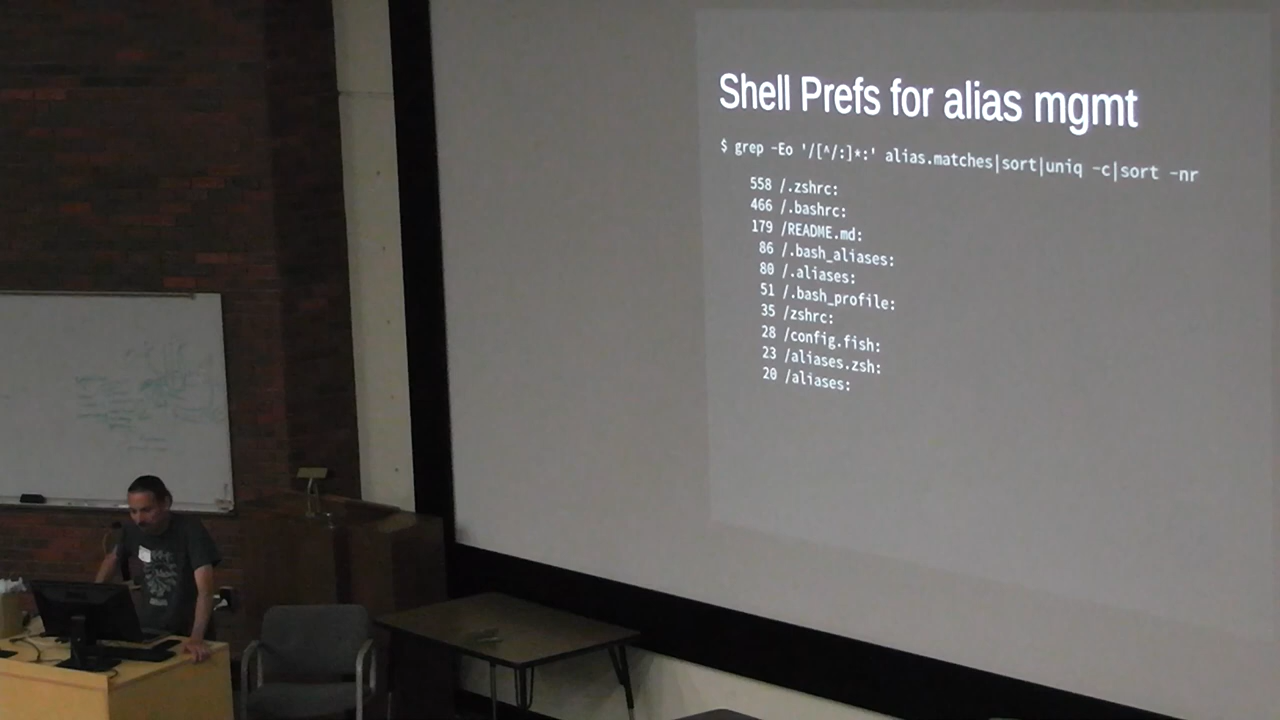 Shell Prefs for alias mgmt
$ grep -Eo '/[^/:]*:' alias.matches|sort|uniq -c|sort -nr
558 /.zshrc:
466 /.bashrc:
179 /README.md:
86 /.bash_aliases:
80 /.aliases:
51 /.bash_profile:
35 /zshrc:
28 /config.fish:
23 /aliases.zsh:
20 /aliases: